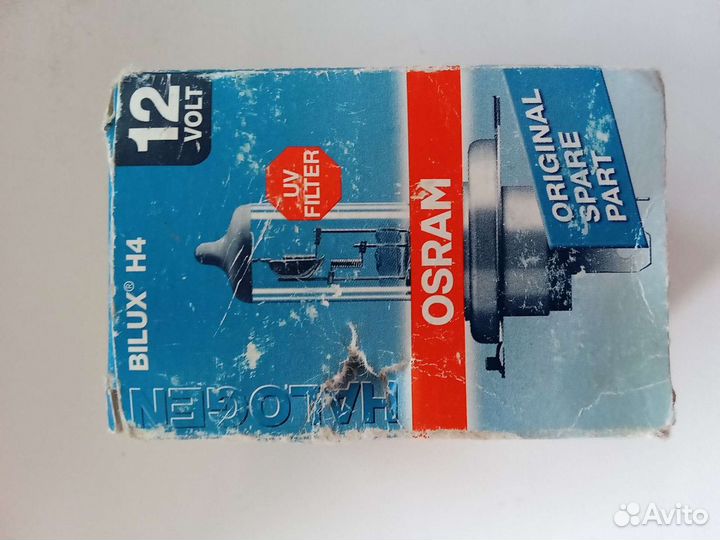 12
VOLT
BILUX® H4
UV
FILTER
HALOGEN
OSRAM
ORIGINAL
SPARE
PART
Avito